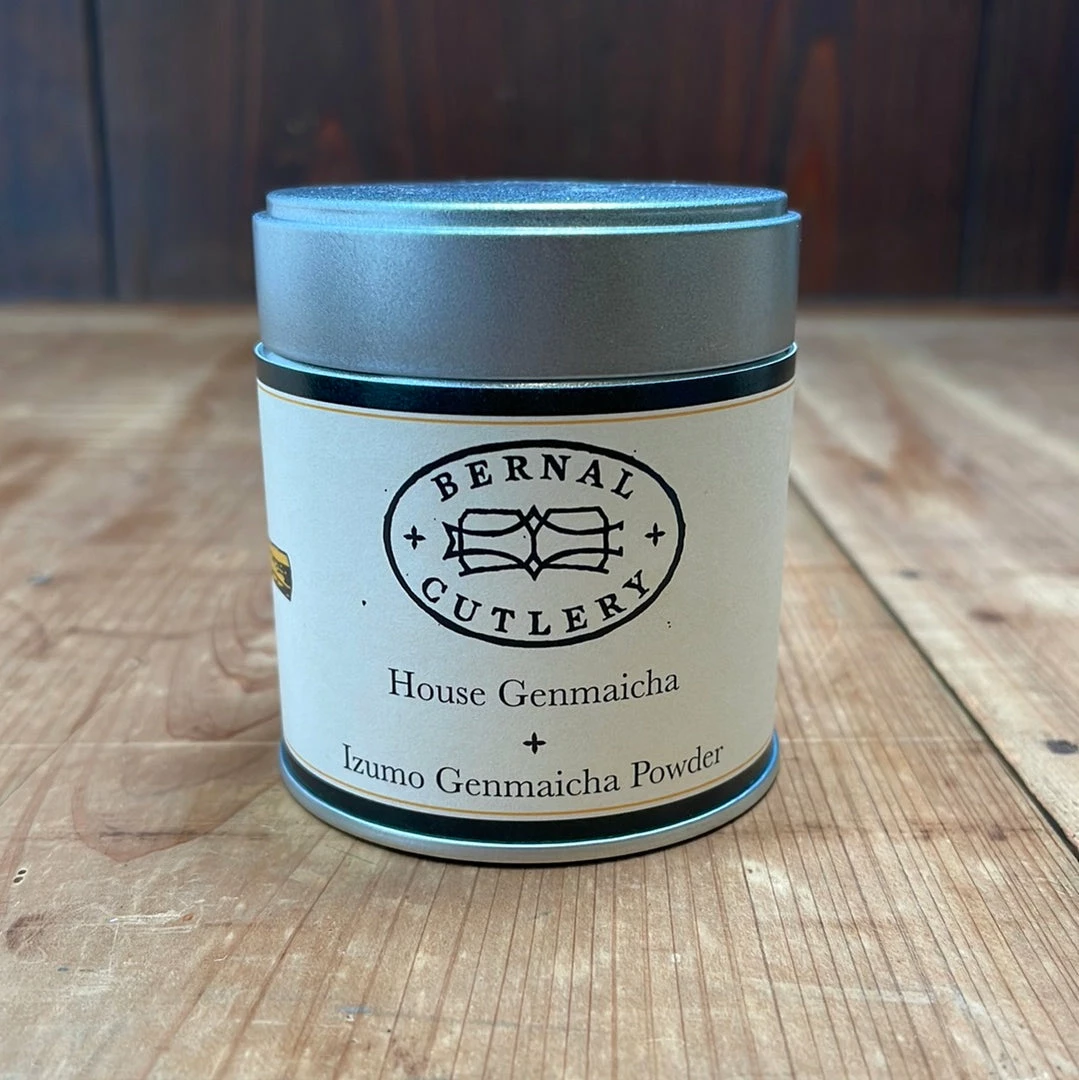 BERNAL
CUTLERY
House Genmaicha
Izumo Genmaicha Powder